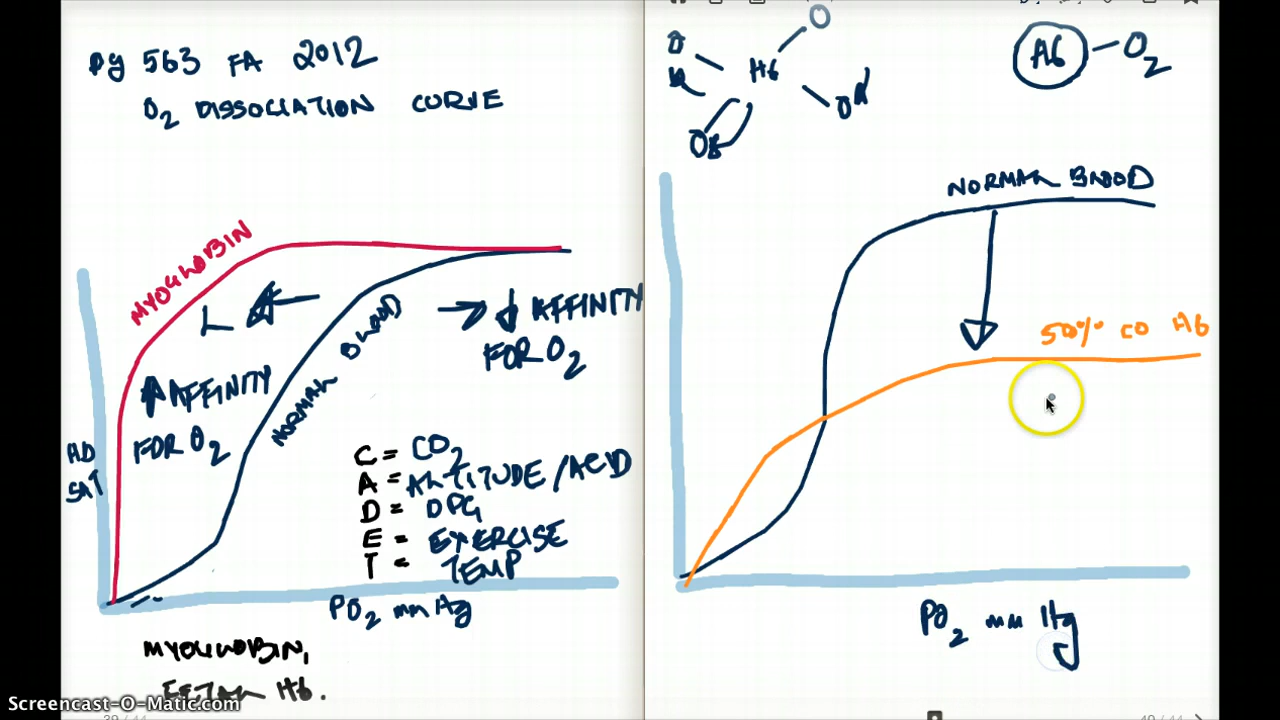 pg 563 FA 2012
O2 DISSOCIATION CURVE
MYOGLOBIN
L
AFFINITY
FOR O2
NORMAL BLOOD
↓ AFFINITY
FOR O2
C = CO2
A = ALTITUDE/ACID
D = DPG
E = EXERCISE
T = TEMP
SAT
PO2 mm Hg
MYOGLOBIN,
FETAL Hb.
Hb
O
Hb - O2
NORMAL BLOOD
50% CO Hb
PO2 mm Hg
Screencast-O-Matic.com